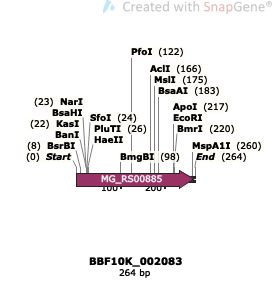 Created with SnapGene®
PfoI (122)
AclI (166)
MslI (175)
BsaAI (183)
(23) NarI
BsaHI
(22) KasI
BanI
(8) BsrBI
(0) Start
SfoI (24)
PluTI (26)
HaeII
ApoI (217)
EcoRI
BmrI (220)
BmgBI (98)
MspA1I (260)
End (264)
MG_RS00885
100
200
BBF10K_002083
264 bp